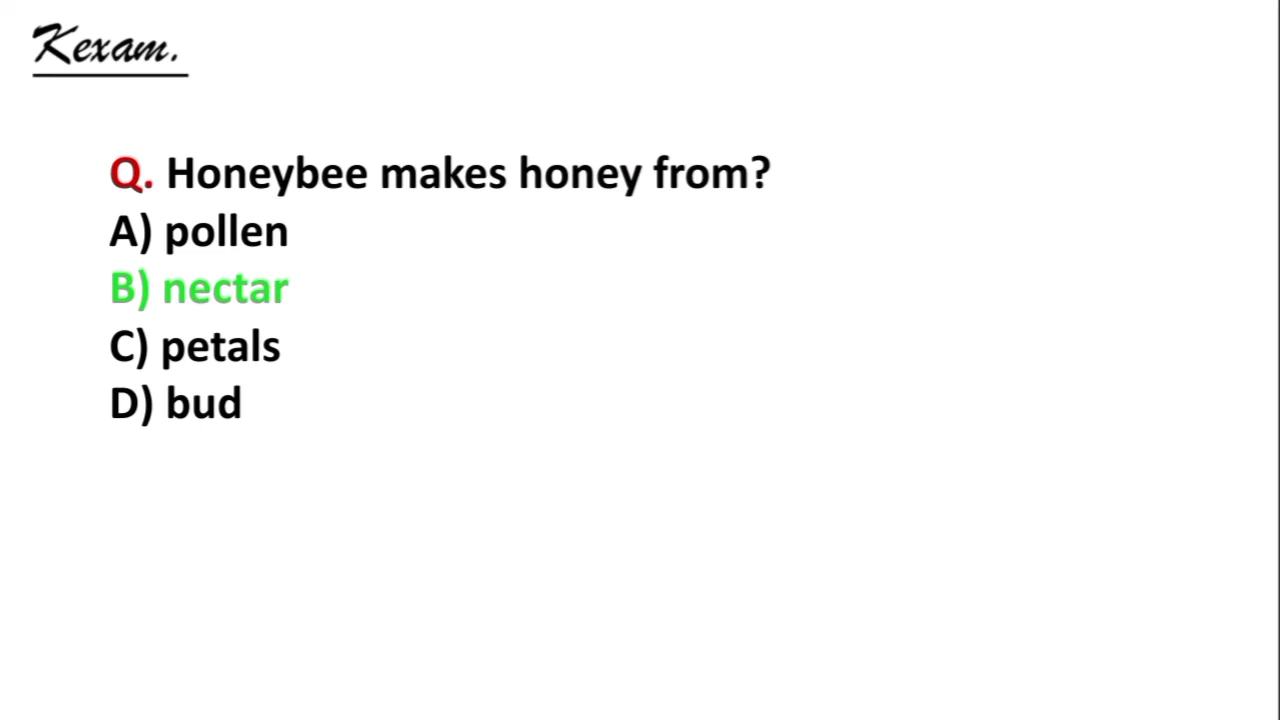 Kexam.
Q. Honeybee makes honey from?
A) pollen
B) nectar
C) petals
D) bud